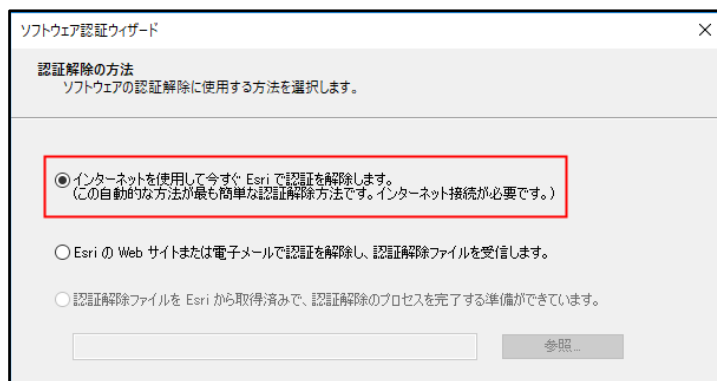 ソフトウェア認証ウィザード
認証解除の方法
ソフトウェアの認証解除に使用する方法を選択します。
インターネットを使用して今すぐ Esri で認証を解除します。
(この自動的な方法が最も簡単な認証解除方法です。インターネット接続が必要です。)
Esri の Web サイトまたは電子メールで認証を解除し、認証解除ファイルを受信します。
認証解除ファイルを Esri から取得済みで、認証解除のプロセスを完了する準備ができています。
参照...